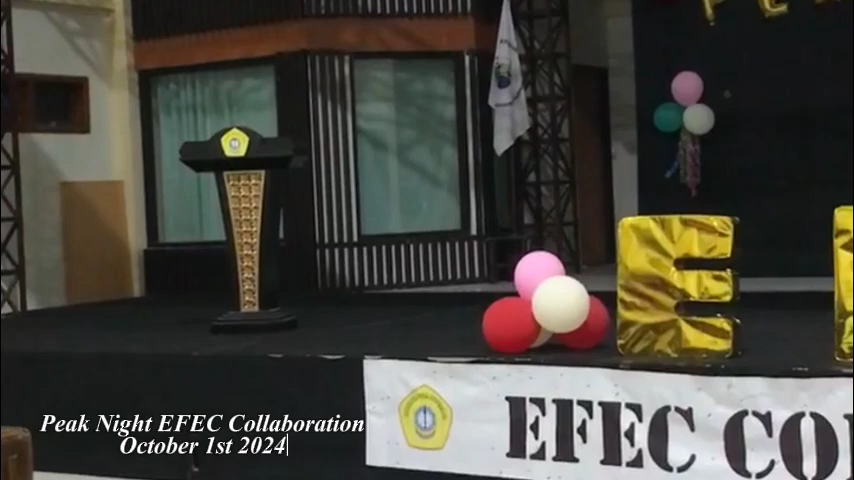 E
EFEC CO
Peak Night EFEC Collaboration
October 1st 2024